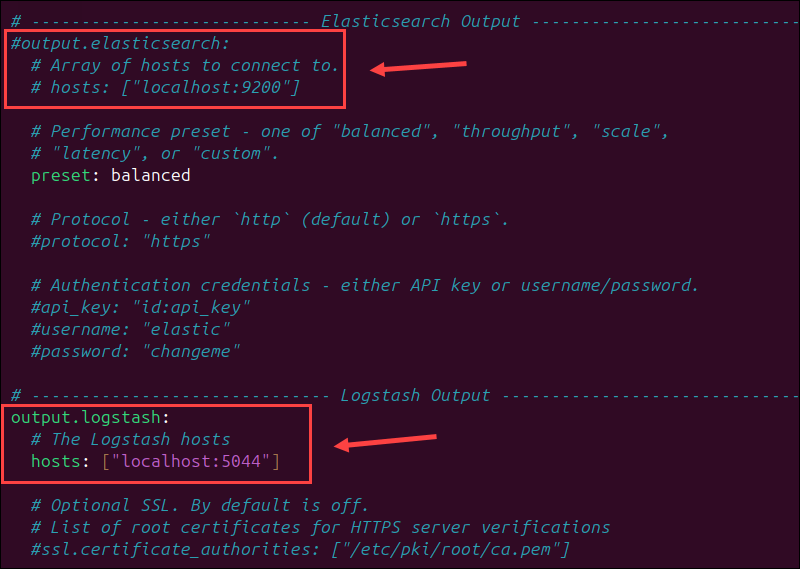 # ---------------------------- Elasticsearch Output ---------------------------
#output.elasticsearch:
  # Array of hosts to connect to.
  # hosts: ["localhost:9200"]

  # Performance preset - one of "balanced", "throughput", "scale",
  # "latency", or "custom".
  preset: balanced

  # Protocol - either `http` (default) or `https`.
  #protocol: "https"

  # Authentication credentials - either API key or username/password.
  #api_key: "id:api_key"
  #username: "elastic"
  #password: "changeme"

# ------------------------------ Logstash Output ------------------------------
output.logstash:
  # The Logstash hosts
  hosts: ["localhost:5044"]

  # Optional SSL. By default is off.
  # List of root certificates for HTTPS server verifications
  #ssl.certificate_authorities: ["/etc/pki/root/ca.pem"]